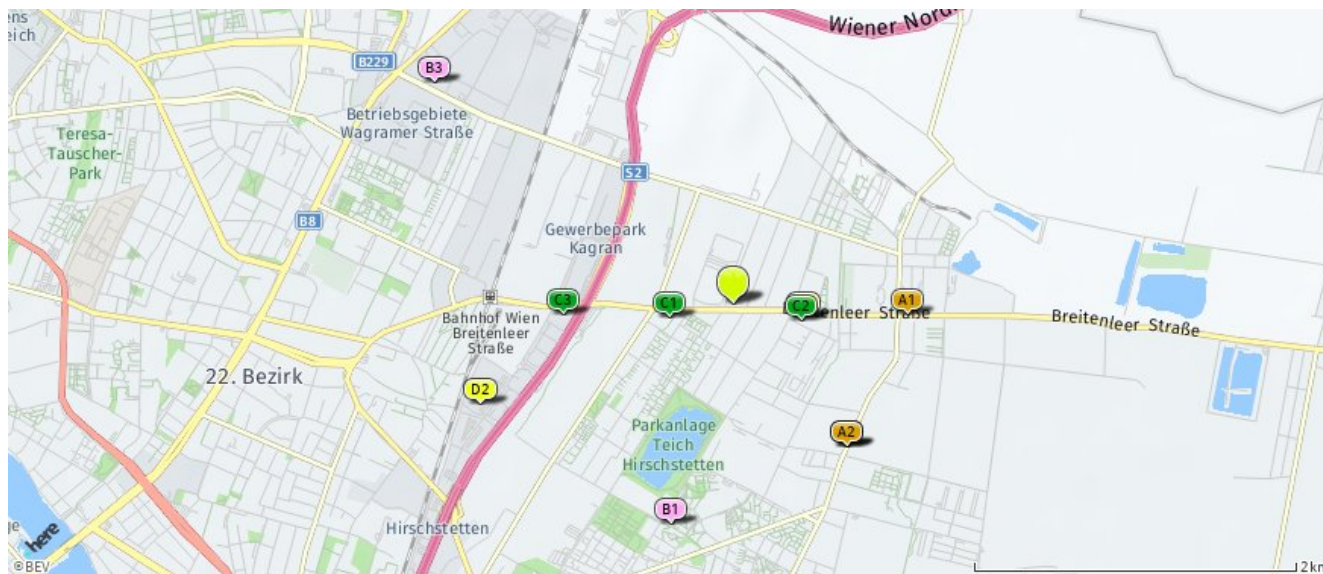 ens
eich
Wiener Nord
B229
B3
Betriebsgebiete
Wagramer Straße
Teresa-
Tauscher-
Park
S2
B8
Gewerbepark
Kagran
C3
C1
C2
A1
Breitenleer Straße
Bahnhof Wien
Breitenleer
Straße
enleer Straße
22. Bezirk
D2
Parkanlage
Teich
Hirschstetten
A2
B1
Hirschstetten
ge
here
©BEV
2km